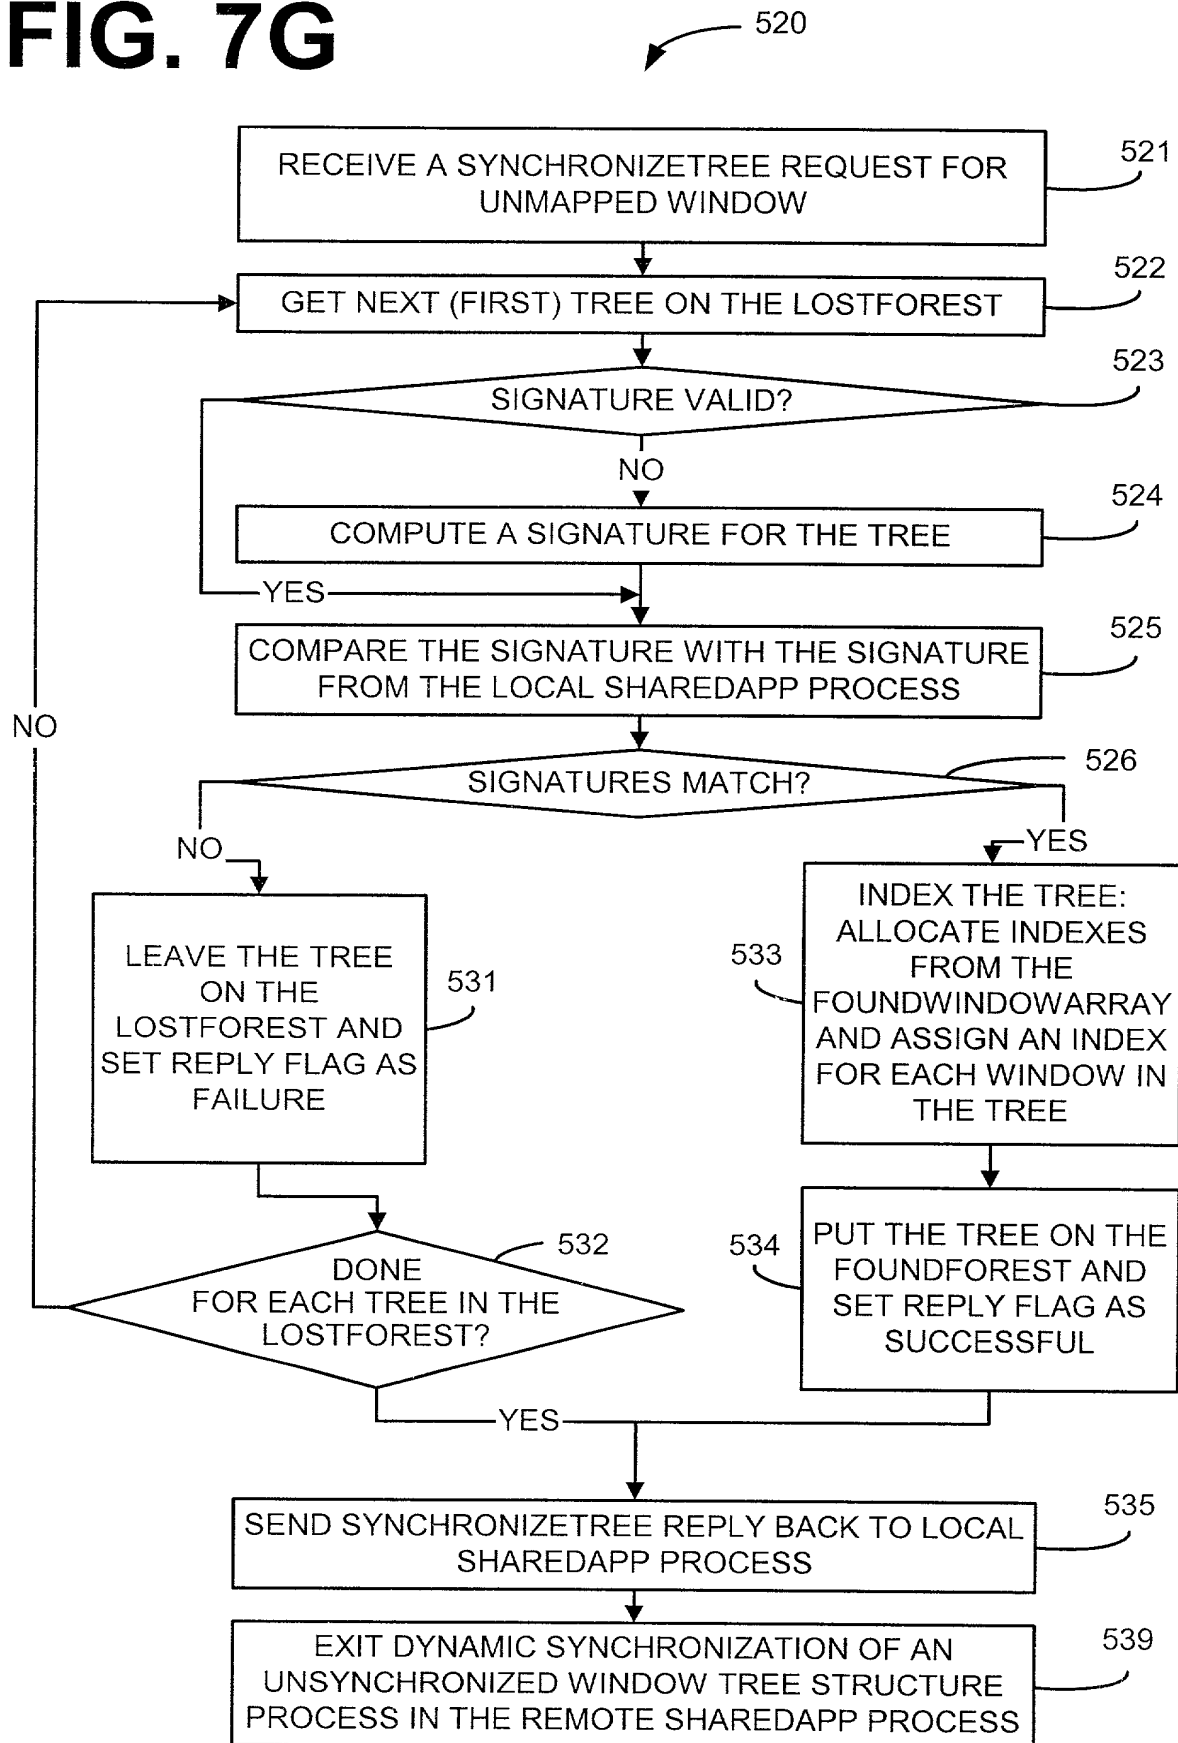 FIG. 7G
520
RECEIVE A SYNCHRONIZETREE REQUEST FOR
UNMAPPED WINDOW
521
GET NEXT (FIRST) TREE ON THE LOSTFOREST
522
SIGNATURE VALID?
523
NO
COMPUTE A SIGNATURE FOR THE TREE
524
YES
COMPARE THE SIGNATURE WITH THE SIGNATURE
FROM THE LOCAL SHAREDAPP PROCESS
525
NO
SIGNATURES MATCH?
526
NO
YES
LEAVE THE TREE
ON THE
LOSTFOREST AND
SET REPLY FLAG AS
FAILURE
531
INDEX THE TREE:
ALLOCATE INDEXES
FROM THE
FOUNDWINDOWARRAY
AND ASSIGN AN INDEX
FOR EACH WINDOW IN
THE TREE
533
DONE
FOR EACH TREE IN THE
LOSTFOREST?
532
PUT THE TREE ON THE
FOUNDFOREST AND
SET REPLY FLAG AS
SUCCESSFUL
534
YES
SEND SYNCHRONIZETREE REPLY BACK TO LOCAL
SHAREDAPP PROCESS
535
EXIT DYNAMIC SYNCHRONIZATION OF AN
UNSYNCHRONIZED WINDOW TREE STRUCTURE
PROCESS IN THE REMOTE SHAREDAPP PROCESS
539